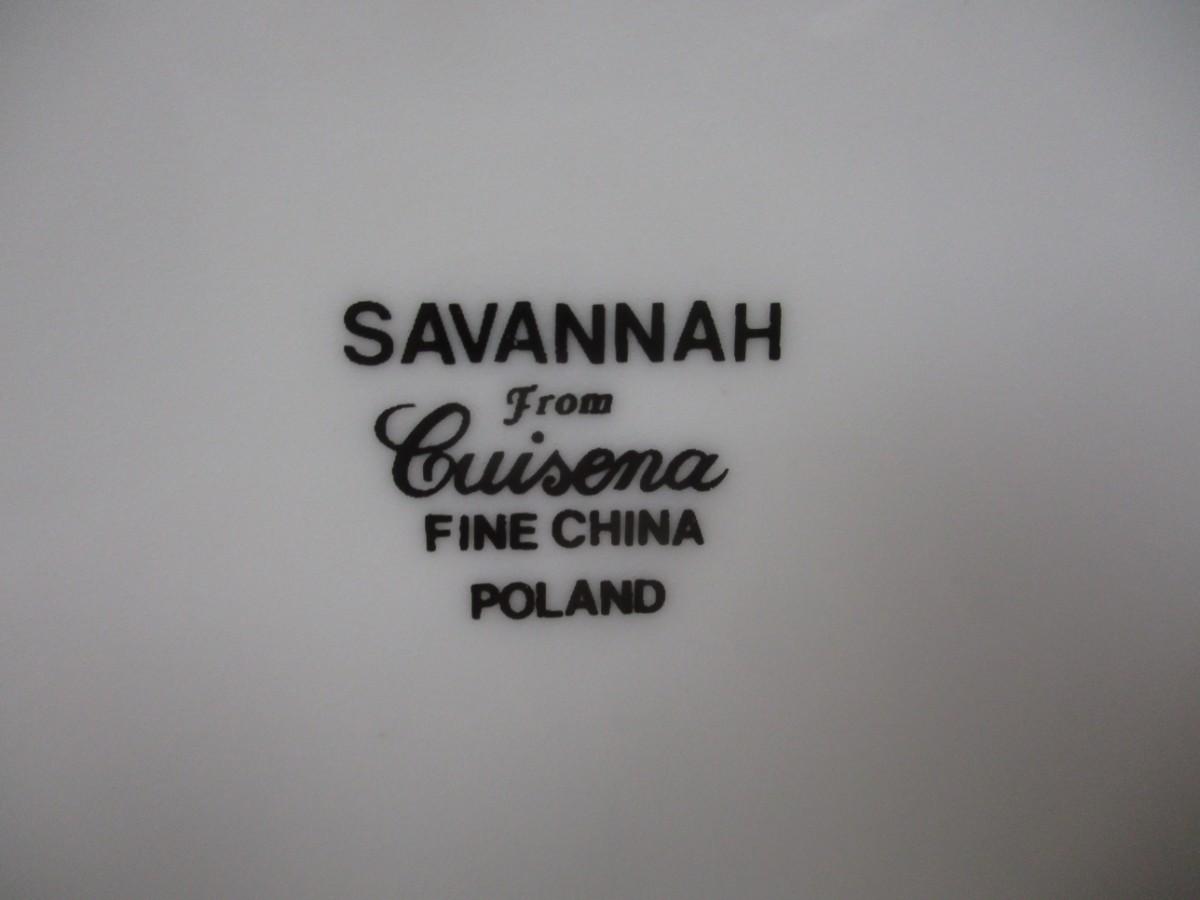 SAVANNAH
From
Cuisena
FINE CHINA
POLAND